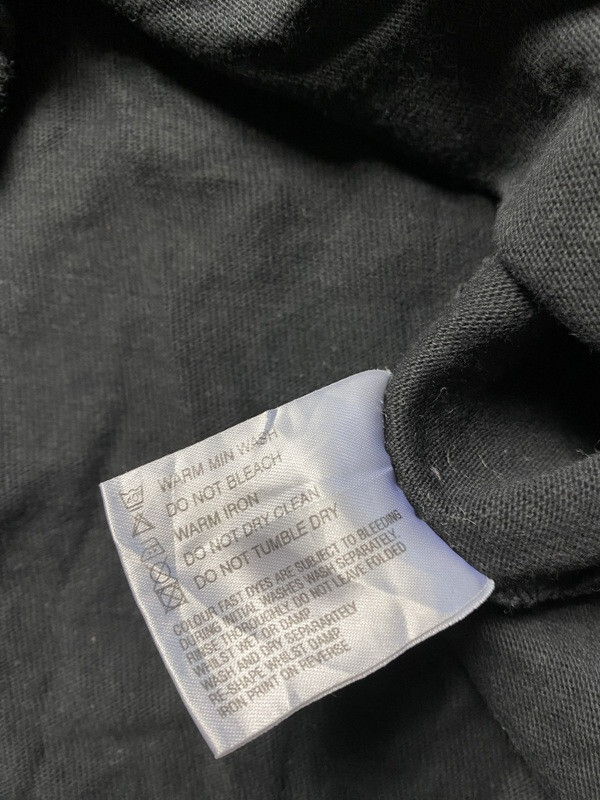 WARM MIN WASH
DO NOT BLEACH
WARM IRON
DO NOT DRY CLEAN
DO NOT TUMBLE DRY
COLOUR FAST DYES ARE SUBJECT TO BLEEDING
DURING INITIAL WASHES WASH SEPARATELY.
RINSE THOROUGHLY. DO NOT LEAVE FOLDED
WHILST WET OR DAMP
WASH AND DRY SEPARATELY
RE-SHAPE WHILST DAMP
IRON PRINT ON REVERSE